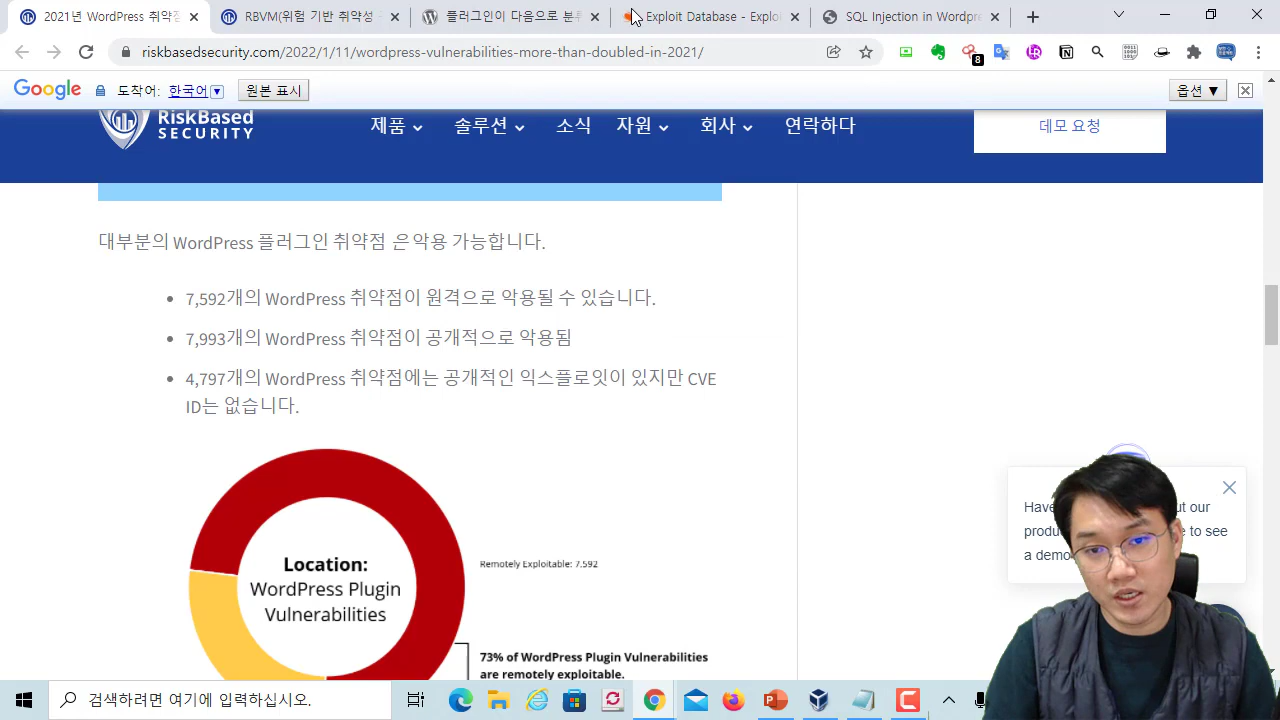 2021년 WordPress 취약점
RBVM(위험 기반 취약성
플러그인이 다음으로 분류
Exploit Database - Exploi
SQL Injection in Wordpre
riskbasedsecurity.com/2022/1/11/wordpress-vulnerabilities-more-than-doubled-in-2021/
8
Google 도착어: 한국어 원본 표시 옵션 ▼
RiskBased
SECURITY
제품 솔루션 소식 자원 회사 연락하다
데모 요청
대부분의 WordPress 플러그인 취약점 은 악용 가능합니다.
7,592개의 WordPress 취약점이 원격으로 악용될 수 있습니다.
7,993개의 WordPress 취약점이 공개적으로 악용됨
4,797개의 WordPress 취약점에는 공개적인 익스플로잇이 있지만 CVE
ID는 없습니다.
Location:
WordPress Plugin
Vulnerabilities
Remotely Exploitable: 7,592
73% of WordPress Plugin Vulnerabilities
are remotely exploitable.
Have ut our
produ e to see
a demo
검색하려면 여기에 입력하십시오.